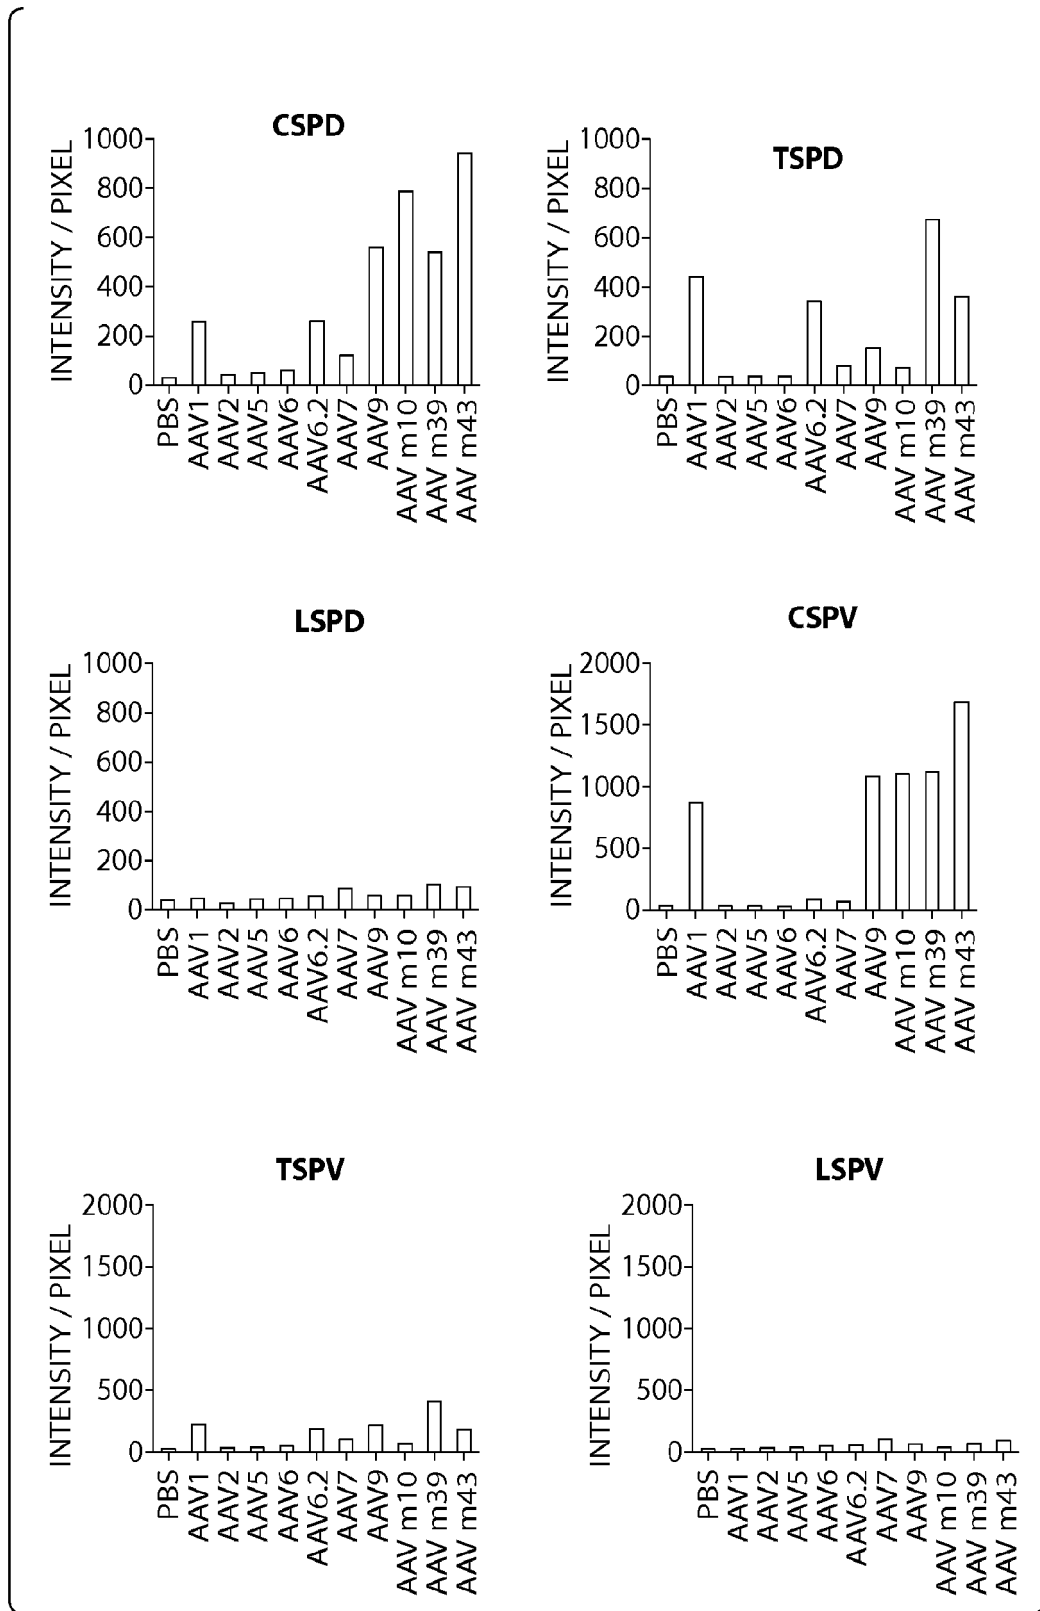 CSPD
INTENSITY / PIXEL
1000
800
600
400
200
0
PBS
AAV1
AAV2
AAV5
AAV6
AAV6.2
AAV7
AAV9
AAV m10
AAV m39
AAV m43
TSPD
INTENSITY / PIXEL
1000
800
600
400
200
0
PBS
AAV1
AAV2
AAV5
AAV6
AAV6.2
AAV7
AAV9
AAV m10
AAV m39
AAV m43
LSPD
INTENSITY / PIXEL
1000
800
600
400
200
0
PBS
AAV1
AAV2
AAV5
AAV6
AAV6.2
AAV7
AAV9
AAV m10
AAV m39
AAV m43
CSPV
INTENSITY / PIXEL
2000
1500
1000
500
0
PBS
AAV1
AAV2
AAV5
AAV6
AAV6.2
AAV7
AAV9
AAV m10
AAV m39
AAV m43
TSPV
INTENSITY / PIXEL
2000
1500
1000
500
0
PBS
AAV1
AAV2
AAV5
AAV6
AAV6.2
AAV7
AAV9
AAV m10
AAV m39
AAV m43
LSPV
INTENSITY / PIXEL
2000
1500
1000
500
0
PBS
AAV1
AAV2
AAV5
AAV6
AAV6.2
AAV7
AAV9
AAV m10
AAV m39
AAV m43